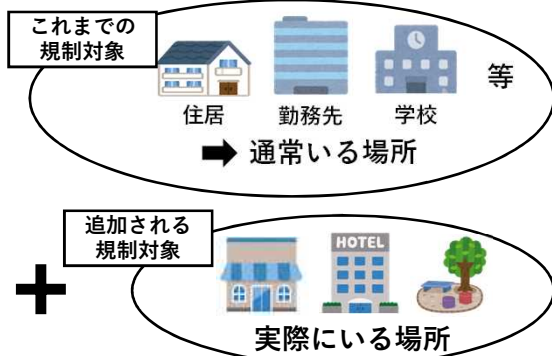 これまでの
規制対象
住居 勤務先 学校 等
➡ 通常いる場所
追加される
規制対象
+
HOTEL
実際にいる場所